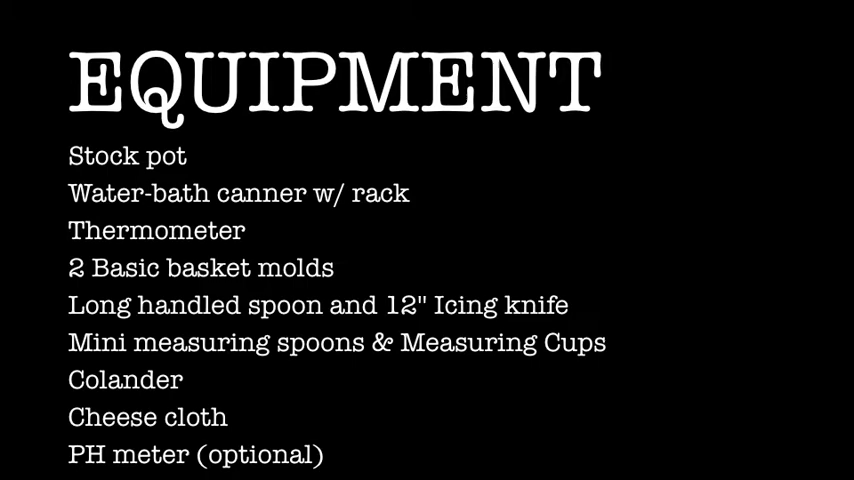 EQUIPMENT
Stock pot
Water-bath canner w/ rack
Thermometer
2 Basic basket molds
Long handled spoon and 12" Icing knife
Mini measuring spoons & Measuring Cups
Colander
Cheese cloth
PH meter (optional)